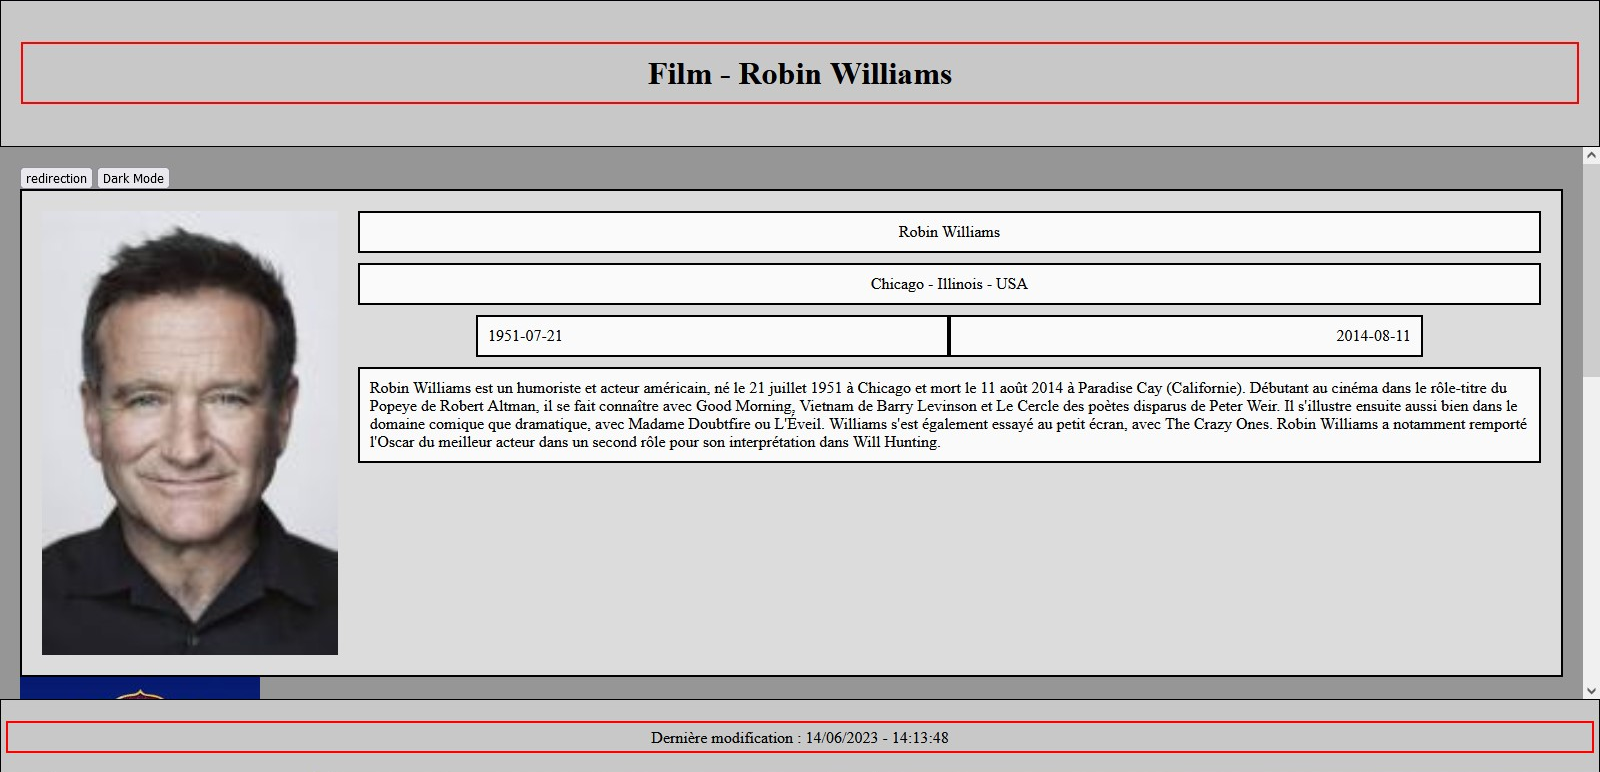 Film - Robin Williams
redirection
Dark Mode
Robin Williams
Chicago - Illinois - USA
1951-07-21
2014-08-11
Robin Williams est un humoriste et acteur américain, né le 21 juillet 1951 à Chicago et mort le 11 août 2014 à Paradise Cay (Californie). Débutant au cinéma dans le rôle-titre du
Popeye de Robert Altman, il se fait connaître avec Good Morning, Vietnam de Barry Levinson et Le Cercle des poètes disparus de Peter Weir. Il s'illustre ensuite aussi bien dans le
domaine comique que dramatique, avec Madame Doubtfire ou L'Éveil. Williams s'est également essayé au petit écran, avec The Crazy Ones. Robin Williams a notamment remporté
l'Oscar du meilleur acteur dans un second rôle pour son interprétation dans Will Hunting.
Dernière modification : 14/06/2023 - 14:13:48